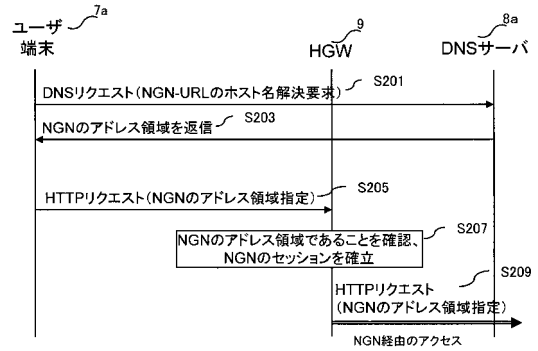 ユーザ
端末
7a
HGW
9
DNSサーバ
8a
DNSリクエスト(NGN-URLのホスト名解決要求)
S201
NGNのアドレス領域を返信
S203
HTTPリクエスト(NGNのアドレス領域指定)
S205
NGNのアドレス領域であることを確認、
NGNのセッションを確立
S207
S209
HTTPリクエスト
(NGNのアドレス領域指定)
NGN経由のアクセス